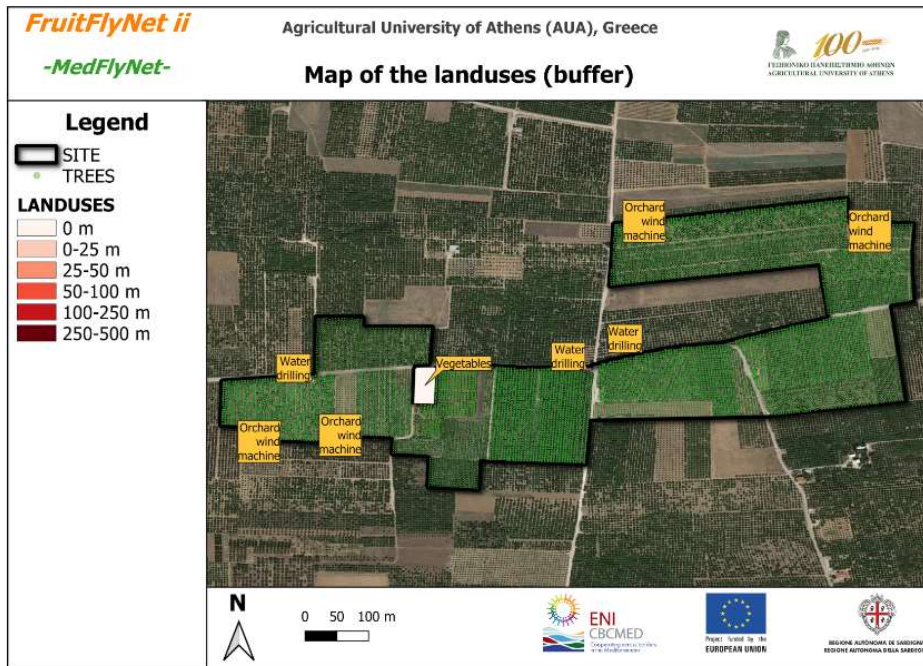 FruitFlyNet ii
-MedFlyNet-
Agricultural University of Athens (AUA), Greece
Map of the landuses (buffer)
100
ΓΕΩΠΟΝΙΚΟ ΠΑΝΕΠΙΣΤΗΜΙΟ ΑΘΗΝΩΝ
AGRICULTURAL UNIVERSITY OF ATHENS
Legend
SITE
TREES
LANDUSES
0 m
0-25 m
25-50 m
50-100 m
100-250 m
250-500 m
Orchard
wind
machine
Orchard
wind
machine
Water
drilling
Water
drilling
Water
drilling
Vegetables
Orchard
wind
machine
Orchard
wind
machine
N
0 50 100 m
ENI
CBCMED
Project funded by the
EUROPEAN UNION
REGIONE AUTÒNOMA DE SARDIGNA
REGIONE AUTONOMA DELLA SARDEGNA